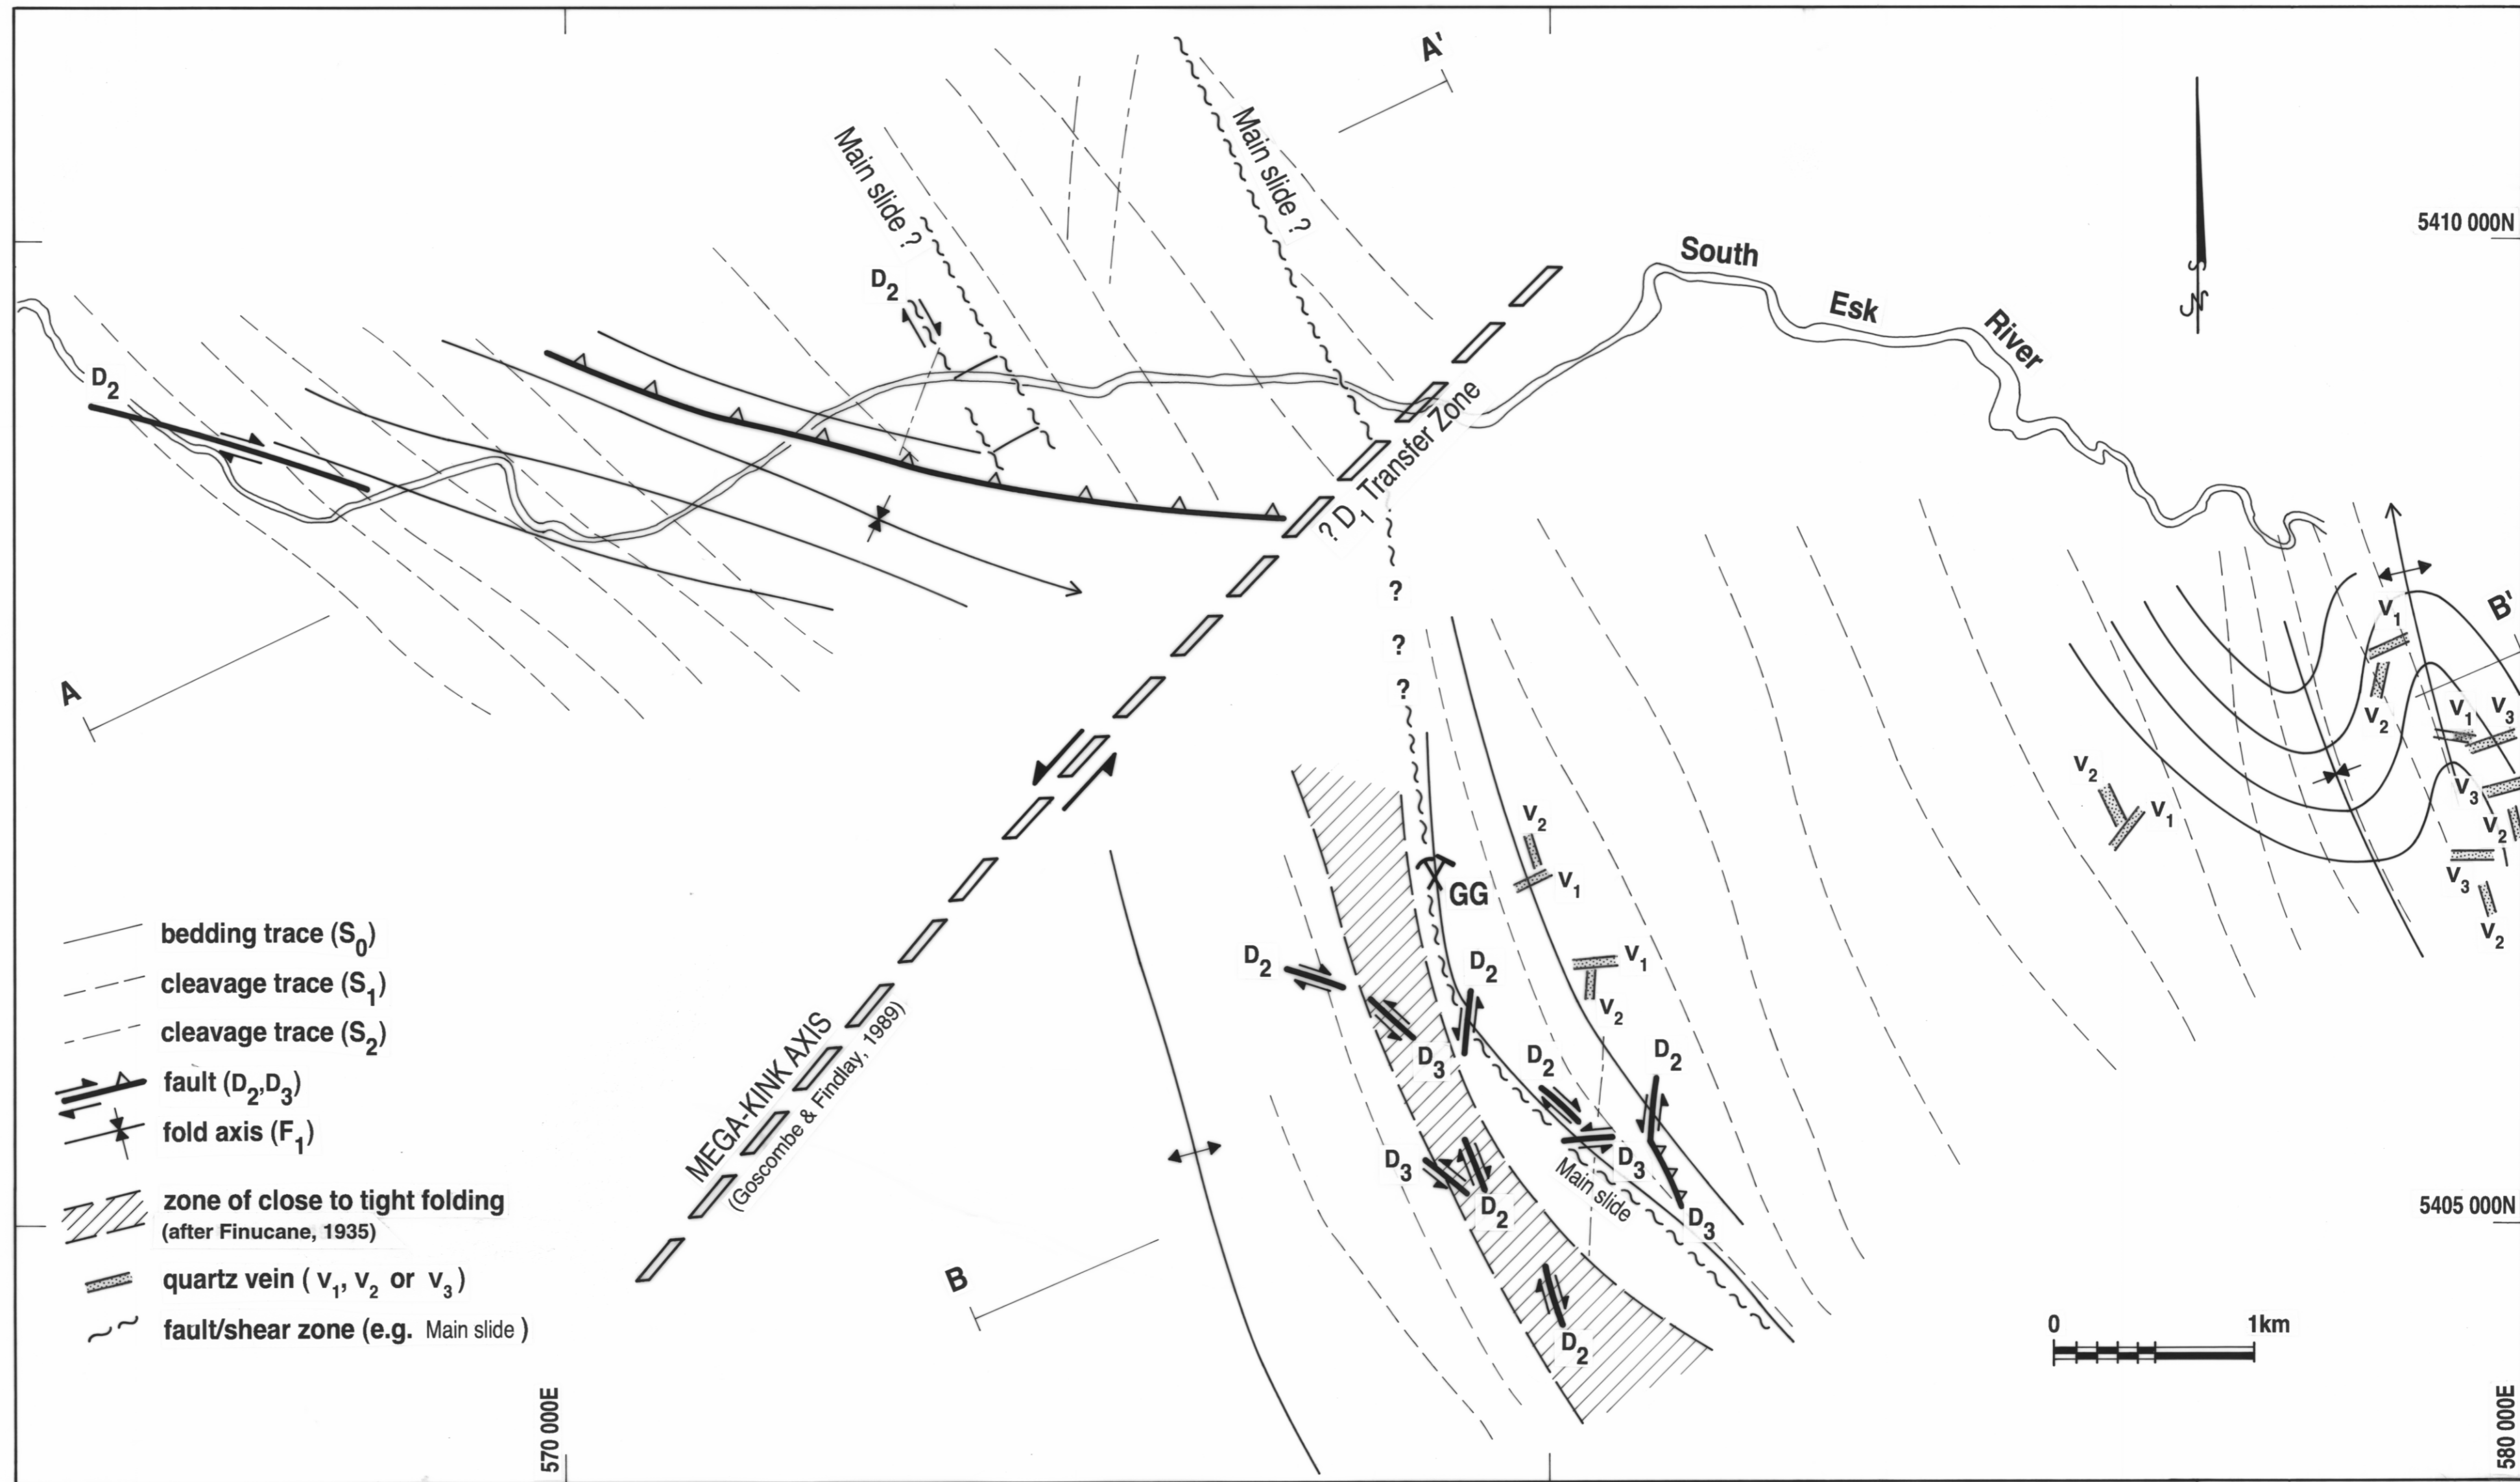 A'
Main slide ?
Main slide ?
5410 000N
South
Esk
River
D2
D2
N
? D1 Transfer Zone
?
?
?
A
B'
V1
V2
V1
V3
V3
V2
V3
V2
V2
V1
V2
V1
GG
V1
V2
bedding trace (S0)
cleavage trace (S1)
cleavage trace (S2)
fault (D2,D3)
fold axis (F1)
zone of close to tight folding
(after Finucane, 1935)
quartz vein ( V1, V2 or V3 )
fault/shear zone (e.g. Main slide )
MEGA-KINK AXIS
(Goscombe & Findlay, 1989)
D2
D2
D3
D2
D2
D3
D3
D2
Main slide
D3
D2
B
5405 000N
0 1km
570 000E
580 000E